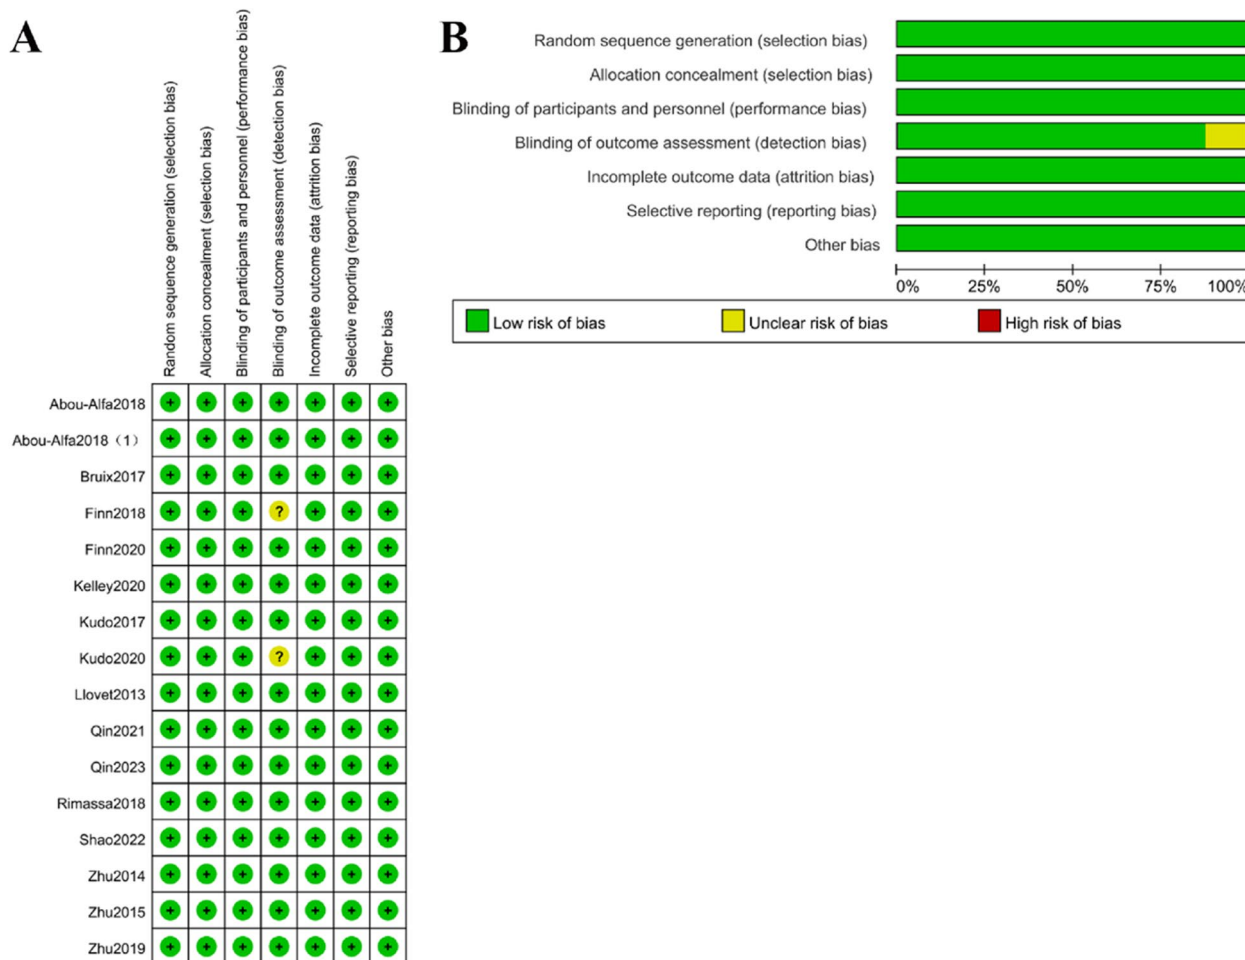 A
Random sequence generation (selection bias)
Allocation concealment (selection bias)
Blinding of participants and personnel (performance bias)
Blinding of outcome assessment (detection bias)
Incomplete outcome data (attrition bias)
Selective reporting (reporting bias)
Other bias
Abou-Alfa2018 + + + + + + +
Abou-Alfa2018（1） + + + + + + +
Bruix2017 + + + + + + +
Finn2018 + + + ? + + +
Finn2020 + + + + + + +
Kelley2020 + + + + + + +
Kudo2017 + + + + + + +
Kudo2020 + + + ? + + +
Llovet2013 + + + + + + +
Qin2021 + + + + + + +
Qin2023 + + + + + + +
Rimassa2018 + + + + + + +
Shao2022 + + + + + + +
Zhu2014 + + + + + + +
Zhu2015 + + + + + + +
Zhu2019 + + + + + + +
B
Random sequence generation (selection bias)
Allocation concealment (selection bias)
Blinding of participants and personnel (performance bias)
Blinding of outcome assessment (detection bias)
Incomplete outcome data (attrition bias)
Selective reporting (reporting bias)
Other bias
0% 25% 50% 75% 100%
Low risk of bias Unclear risk of bias High risk of bias